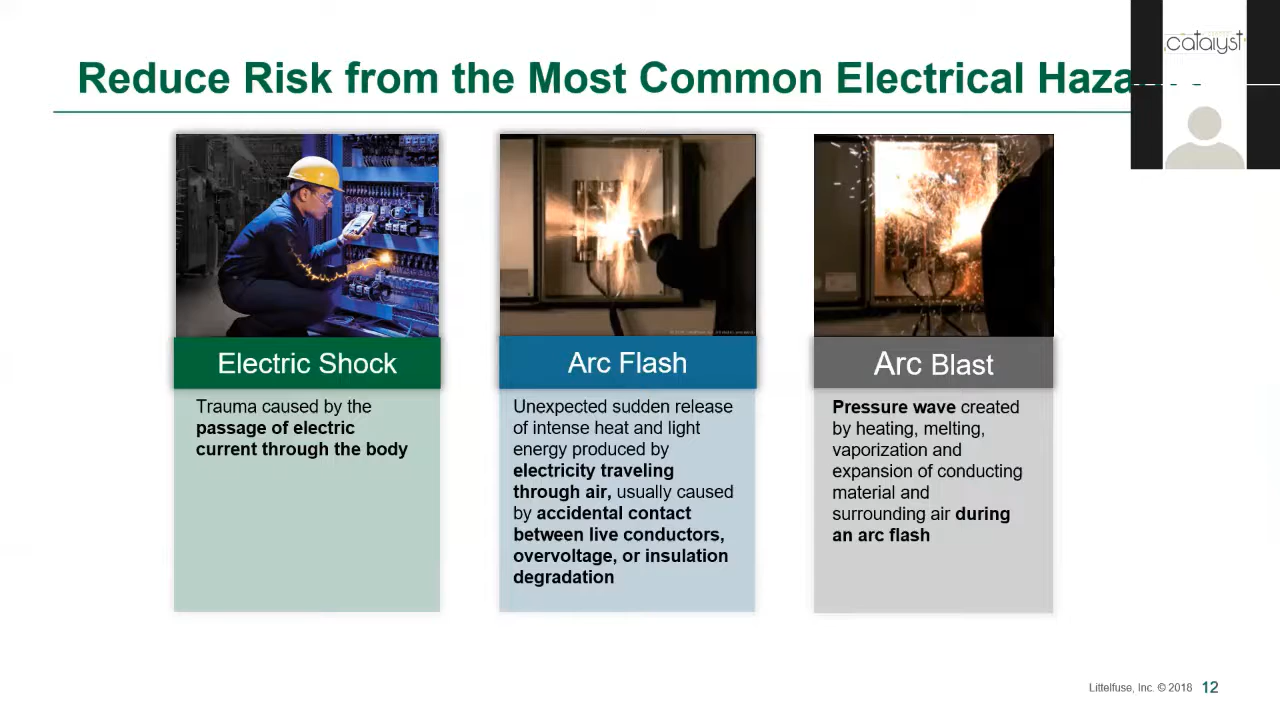 Reduce Risk from the Most Common Electrical
catalyst
Electric Shock
Trauma caused by the
passage of electric
current through the body
Arc Flash
Unexpected sudden release
of intense heat and light
energy produced by
electricity traveling
through air, usually caused
by accidental contact
between live conductors,
overvoltage, or insulation
degradation
Arc Blast
Pressure wave created
by heating, melting,
vaporization and
expansion of conducting
material and
surrounding air during
an arc flash
Littelfuse, Inc. © 2018 12